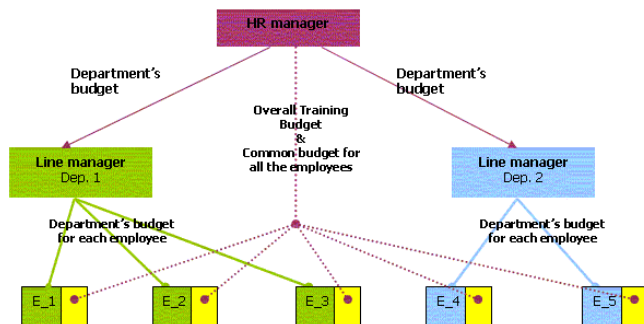 HR manager
Department's
budget
Department's
budget
Overall Training
Budget
&
Common budget for
all the employees
Line manager
Dep. 1
Line manager
Dep. 2
Department's budget
for each employee
Department's budget
for each employee
E_1
E_2
E_3
E_4
E_5